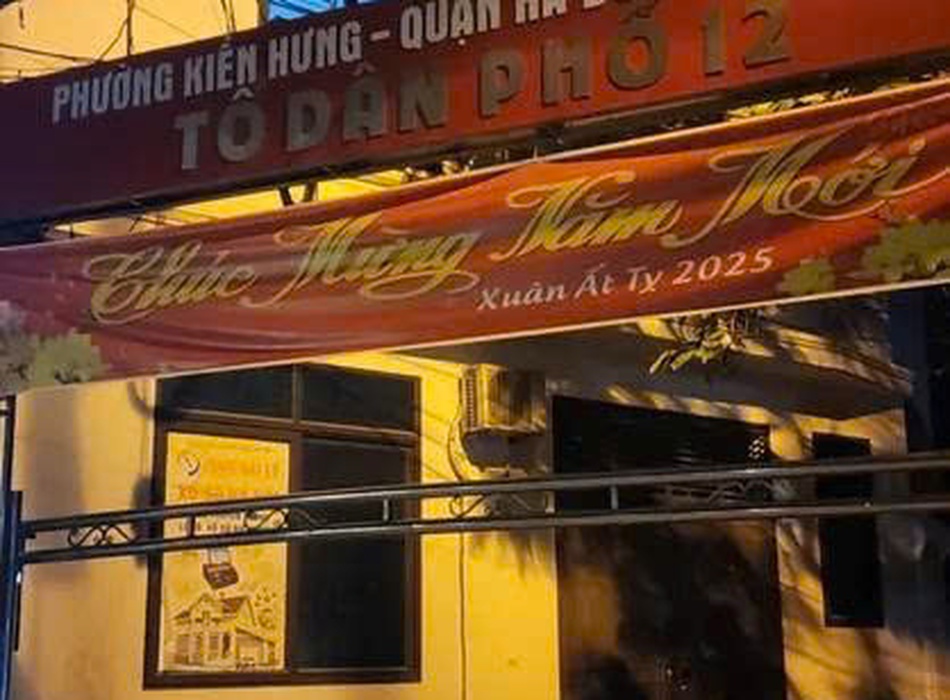 PHƯỜNG KIẾN HƯNG - QUẬN HÀ
TỔ DÂN PHỐ 12
Chúc Mừng Năm Mới
Xuân Ất Tỵ 2025